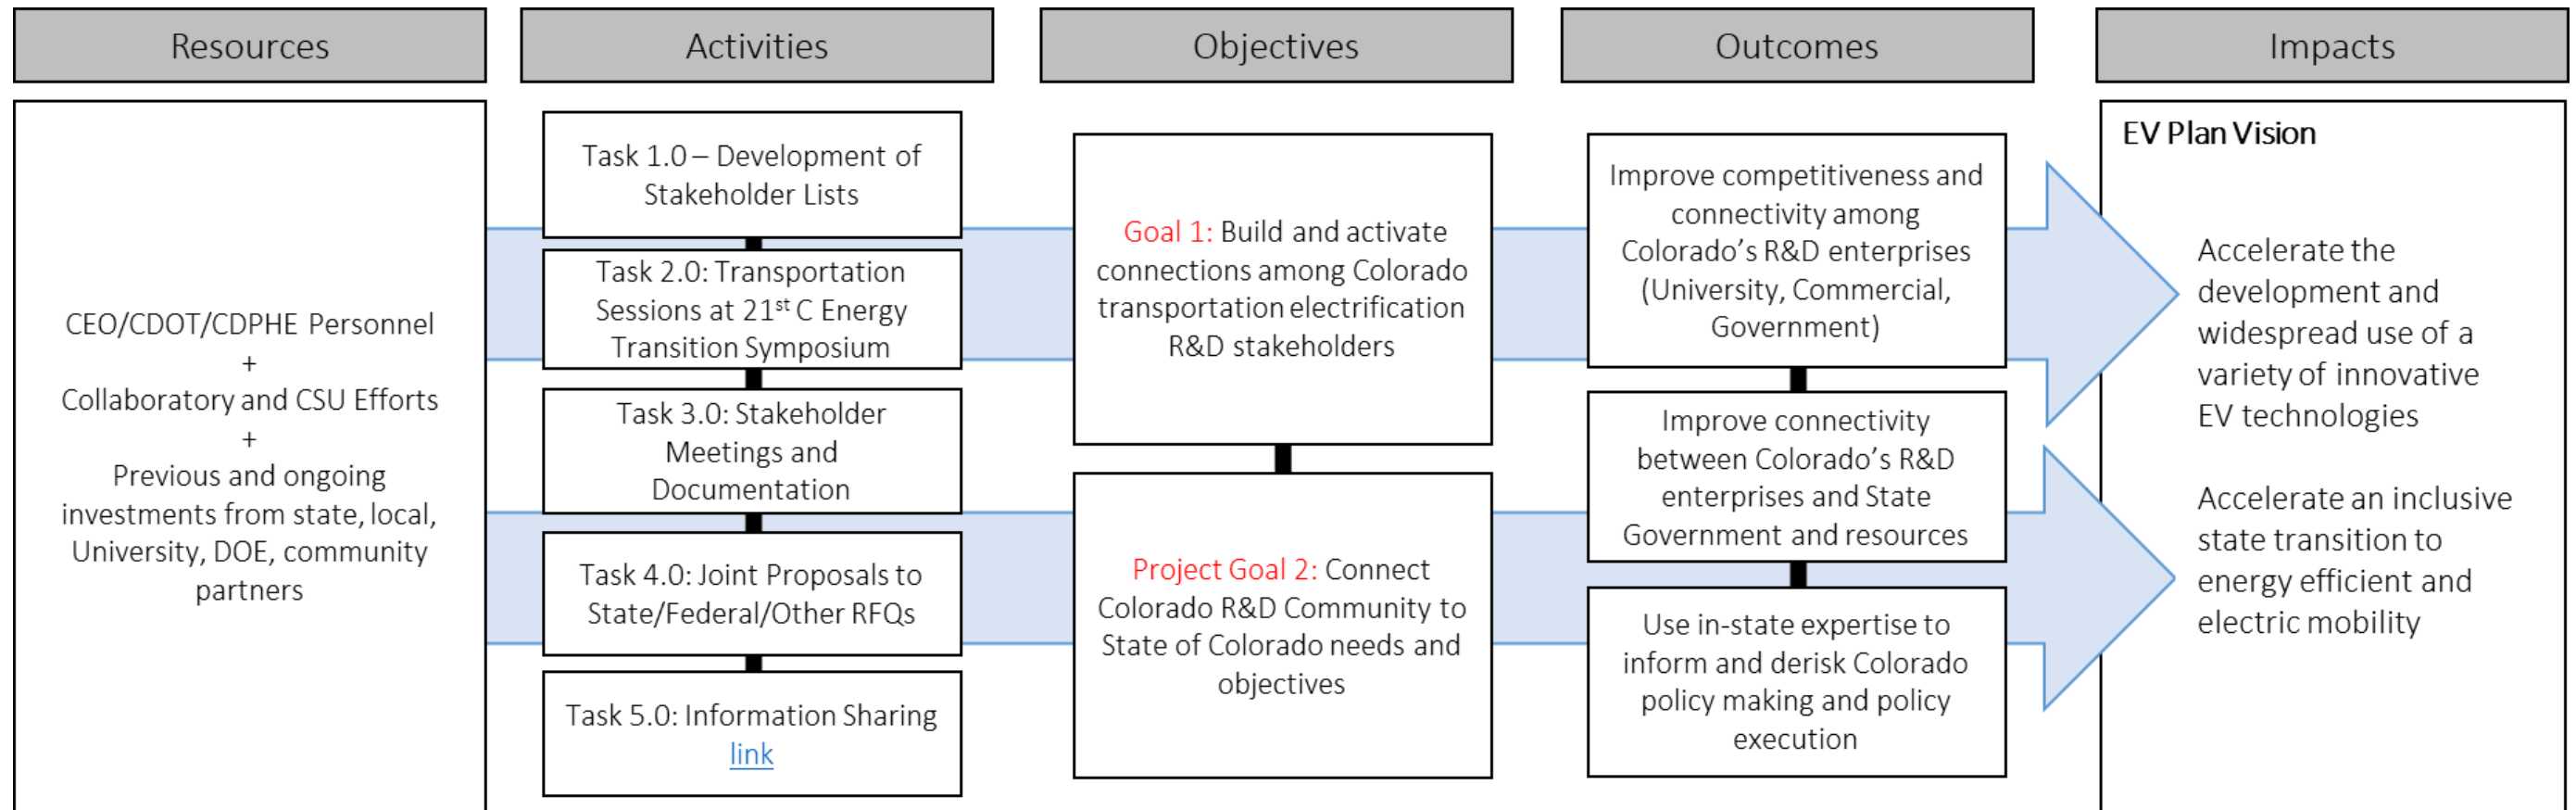 Resources
Activities
Objectives
Outcomes
Impacts
CEO/CDOT/CDPHE Personnel
+
Collaboratory and CSU Efforts
+
Previous and ongoing
investments from state, local,
University, DOE, community
partners
Task 1.0 – Development of
Stakeholder Lists
Task 2.0: Transportation
Sessions at 21st C Energy
Transition Symposium
Task 3.0: Stakeholder
Meetings and
Documentation
Task 4.0: Joint Proposals to
State/Federal/Other RFQs
Task 5.0: Information Sharing
link
Goal 1: Build and activate
connections among Colorado
transportation electrification
R&D stakeholders
Project Goal 2: Connect
Colorado R&D Community to
State of Colorado needs and
objectives
Improve competitiveness and
connectivity among
Colorado’s R&D enterprises
(University, Commercial,
Government)
Improve connectivity
between Colorado’s R&D
enterprises and State
Government and resources
Use in-state expertise to
inform and derisk Colorado
policy making and policy
execution
EV Plan Vision
Accelerate the
development and
widespread use of a
variety of innovative
EV technologies
Accelerate an inclusive
state transition to
energy efficient and
electric mobility